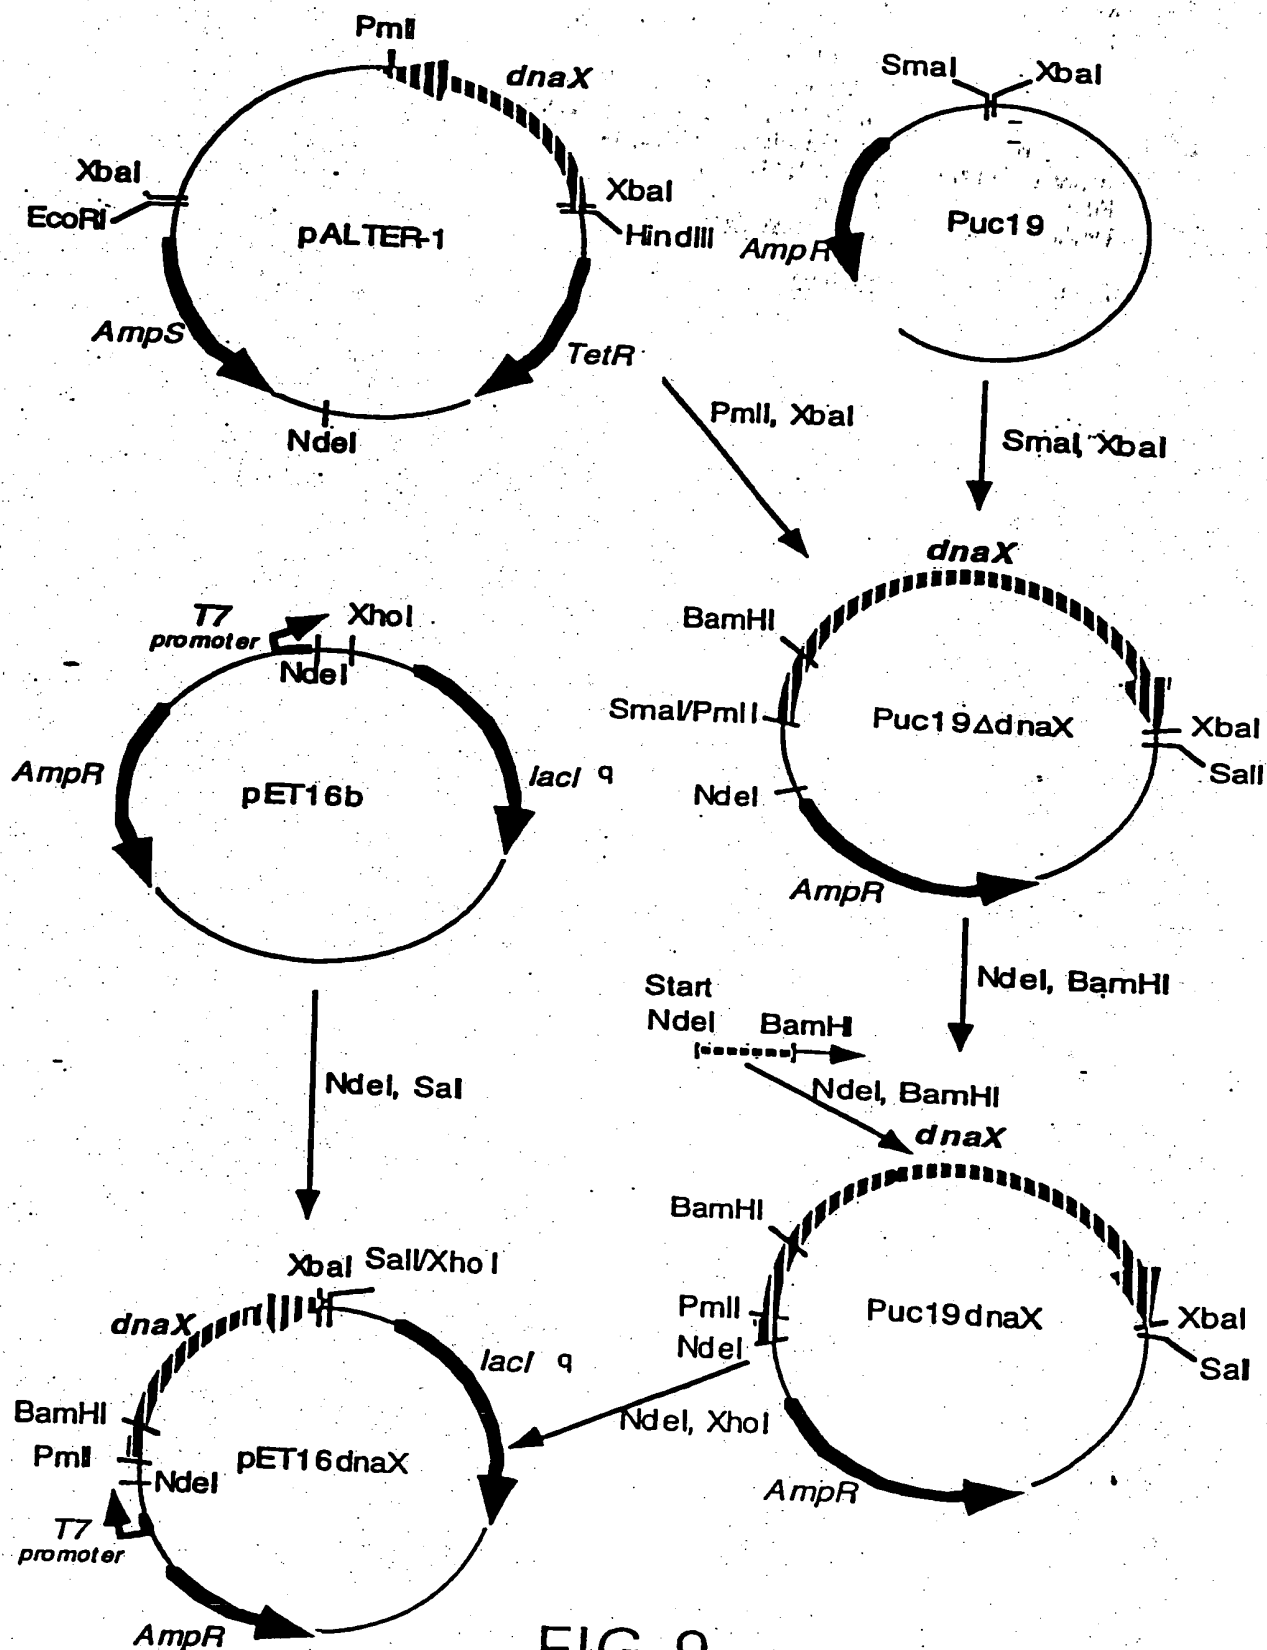 PmlI
dnaX
XbaI
EcoRI
pALTER-1
XbaI
HindIII
AmpS
TetR
NdeI
SmaI
XbaI
Puc19
AmpR
PmlI, XbaI
SmaI, XbaI
T7
promoter
XhoI
NdeI
AmpR
pET16b
lacI q
dnaX
BamHI
SmaI/PmlI
Puc19ΔdnaX
XbaI
SalI
NdeI
AmpR
NdeI, BamHI
Start
NdeI BamHI
NdeI, BamHI
NdeI, Sal
dnaX
BamHI
PmlI
NdeI
Puc19dnaX
XbaI
Sal
AmpR
NdeI, XhoI
XbaI SalI/XhoI
dnaX
lacI q
BamHI
PmlI
NdeI
pET16dnaX
T7
promoter
AmpR
FIG. 9